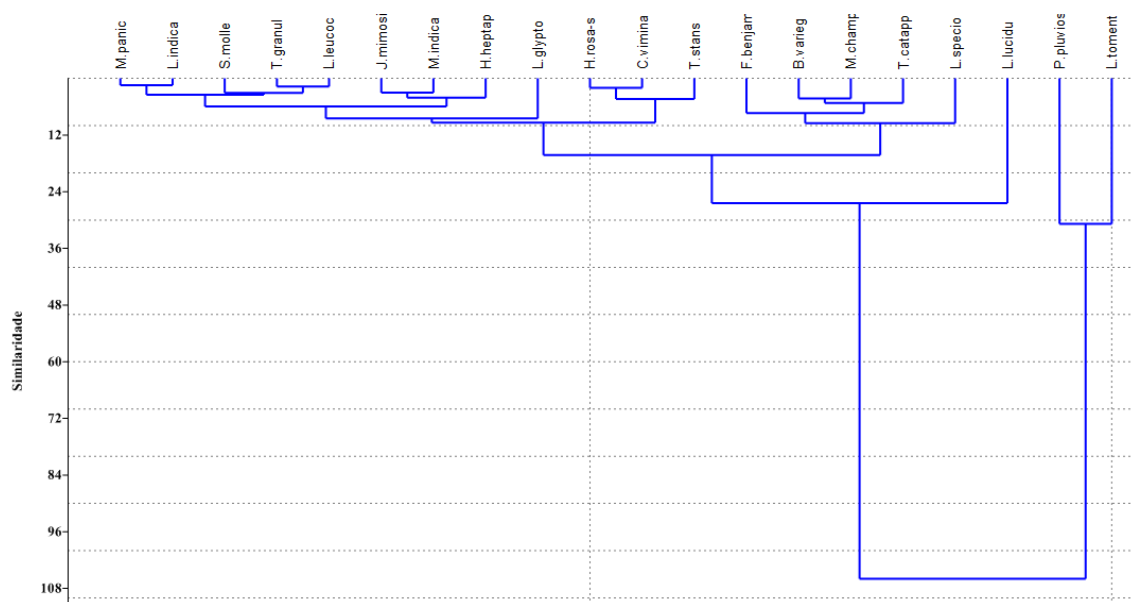 M.panic
L.indica
S.molle
T.granul
L.leucoc
J.mimosi
M.indica
H.heptap
L.glypto
H.rosa-s
C.vimina
T.stans
F.benjam
B.varieg
M.champ
T.catapp
L.specio
L.lucidu
P.pluvios
L.toment
12
24
36
48
60
72
84
96
108
Similaridade